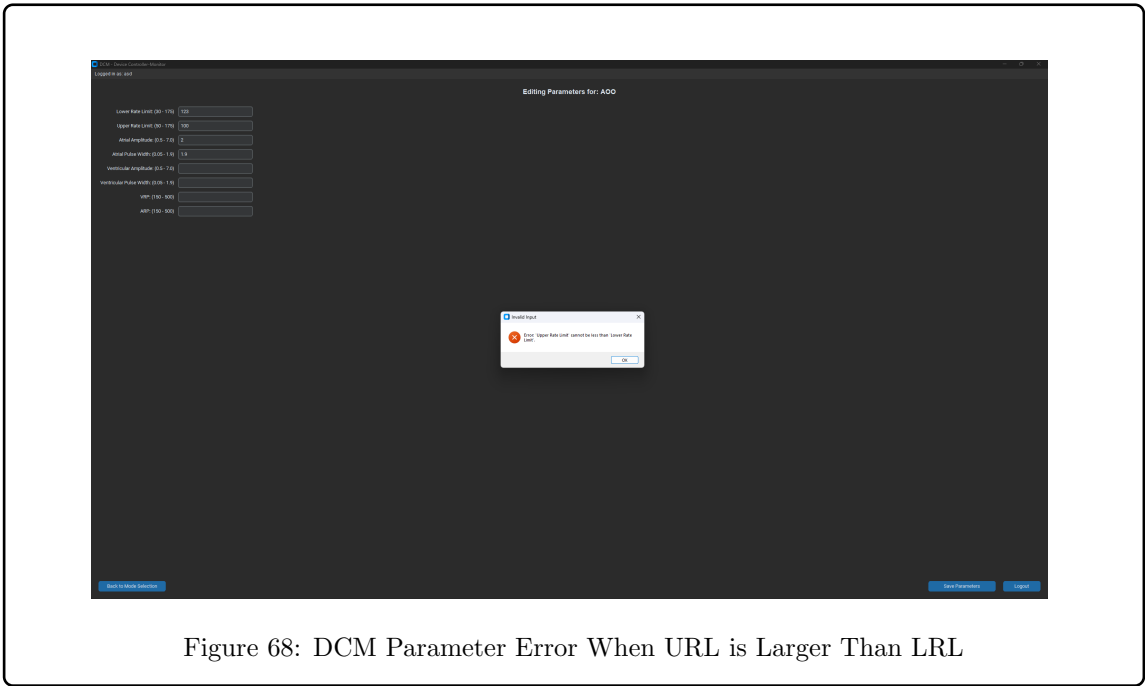 DCM - Device Controller-Monitor
Logged in as: asd
Editing Parameters for: AOO
Lower Rate Limit: (30 - 175) 123
Upper Rate Limit: (50 - 175) 100
Atrial Amplitude: (0.5 - 7.0) 2
Atrial Pulse Width: (0.05 - 1.9) 1.9
Ventricular Amplitude: (0.5 - 7.0)
Ventricular Pulse Width: (0.05 - 1.9)
VRP: (150 - 500)
ARP: (150 - 500)
Invalid Input
Error: 'Upper Rate Limit' cannot be less than 'Lower Rate
Limit'.
OK
Back to Mode Selection
Save Parameters
Logout
Figure 68: DCM Parameter Error When URL is Larger Than LRL